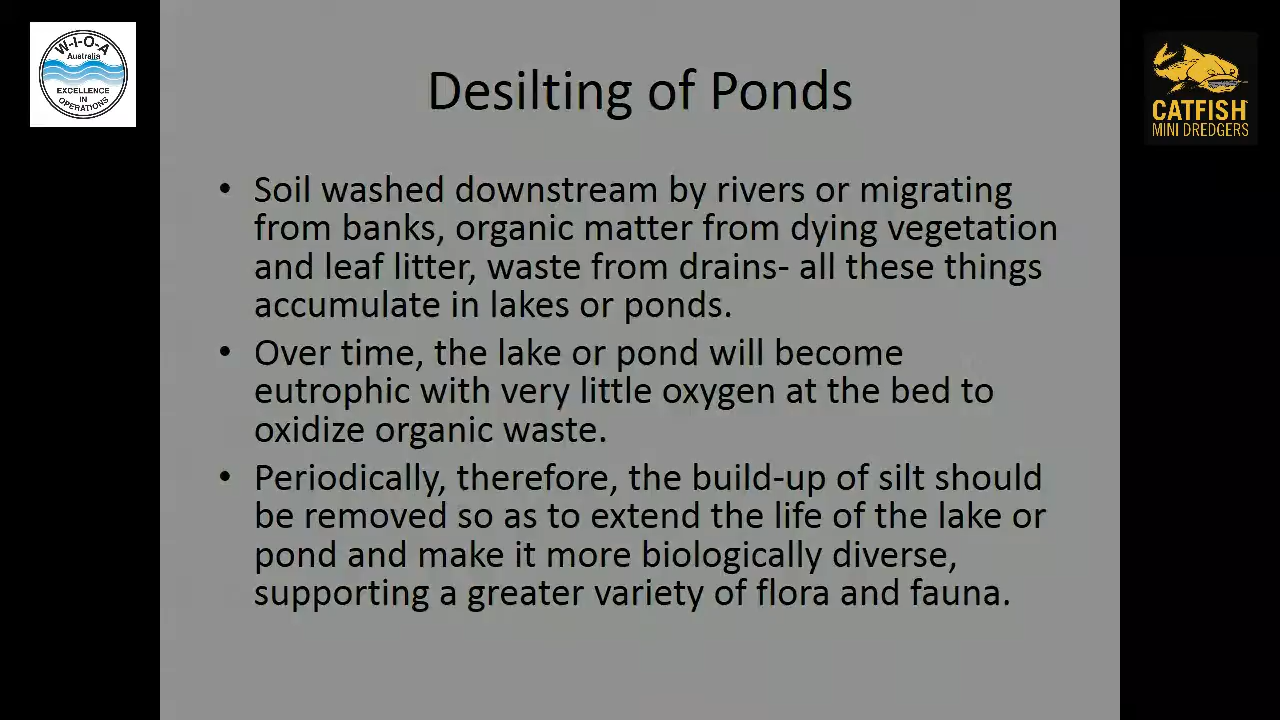 W-I-O-A
Australia
EXCELLENCE
IN
OPERATIONS
CATFISH
MINI DREDGERS
Desilting of Ponds
• Soil washed downstream by rivers or migrating
from banks, organic matter from dying vegetation
and leaf litter, waste from drains- all these things
accumulate in lakes or ponds.
• Over time, the lake or pond will become
eutrophic with very little oxygen at the bed to
oxidize organic waste.
• Periodically, therefore, the build-up of silt should
be removed so as to extend the life of the lake or
pond and make it more biologically diverse,
supporting a greater variety of flora and fauna.